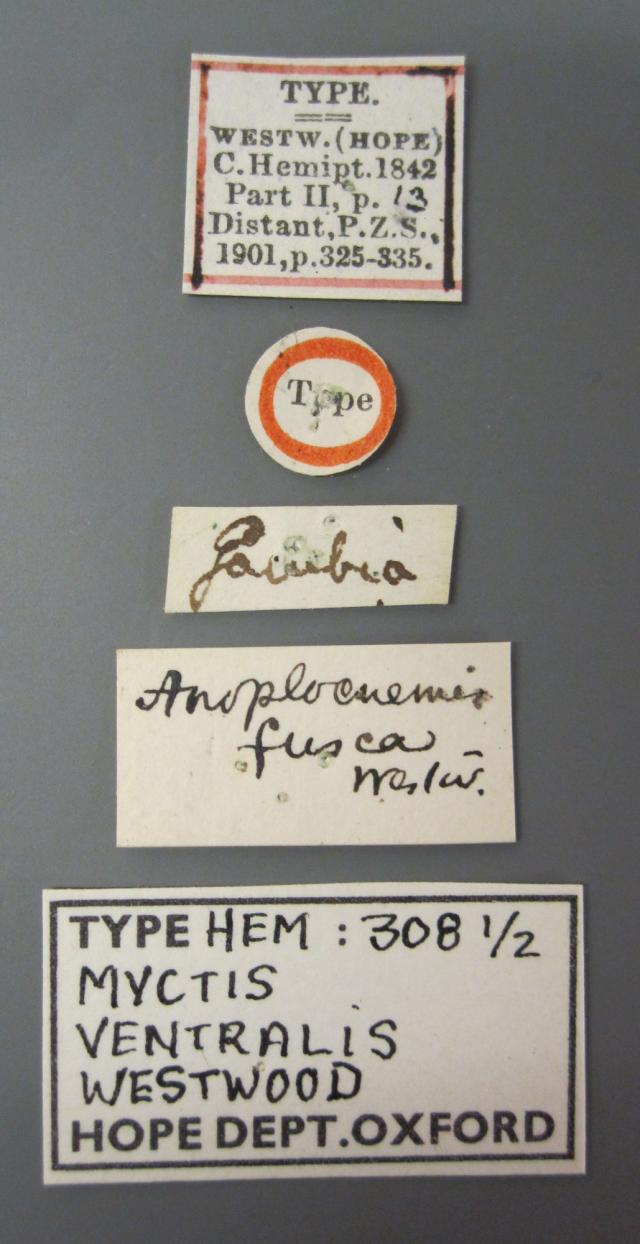 TYPE.
WESTW. (HOPE)
C.Hemipt.1842
Part II, p. 13
Distant, P.Z.S.,
1901, p.325-335.
Type
Gambia
Anoplocnemis
fusca
Westw.
TYPE HEM : 308 1/2
MYCTIS
VENTRALIS
WESTWOOD
HOPE DEPT. OXFORD